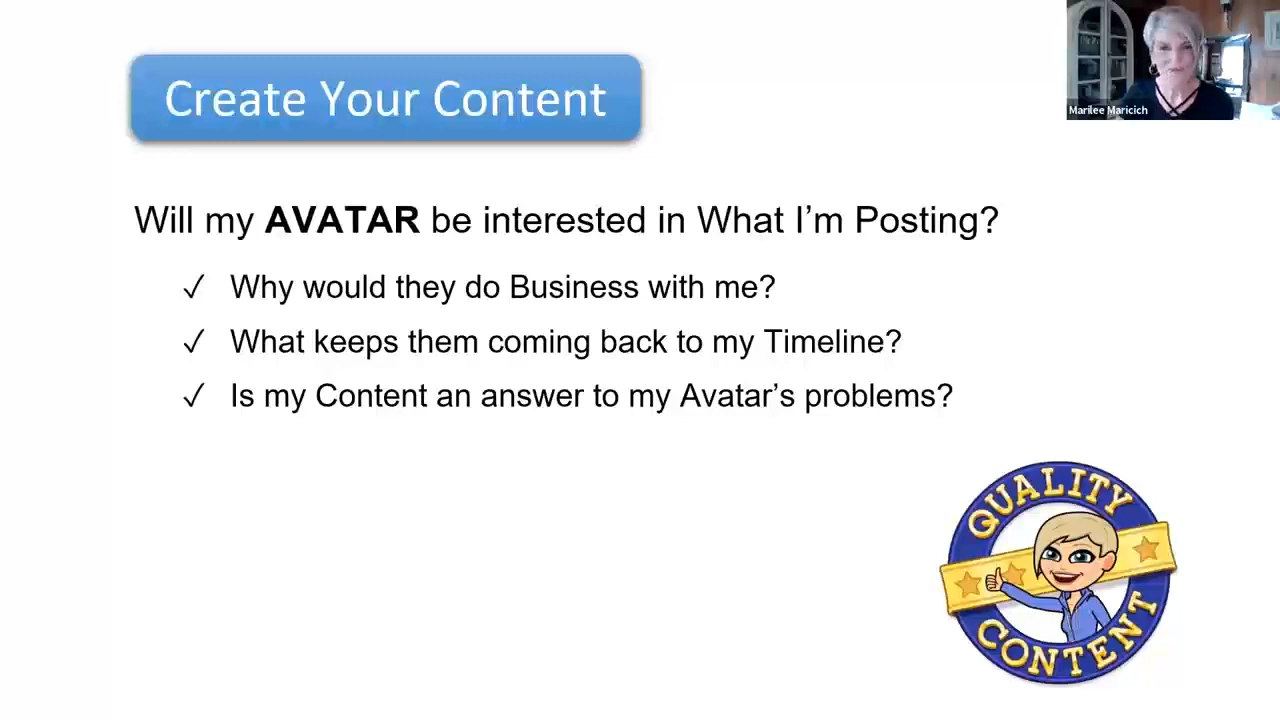 Create Your Content
Marilee Maricich
Will my AVATAR be interested in What I’m Posting?
✓ Why would they do Business with me?
✓ What keeps them coming back to my Timeline?
✓ Is my Content an answer to my Avatar’s problems?
QUALITY
CONTENT